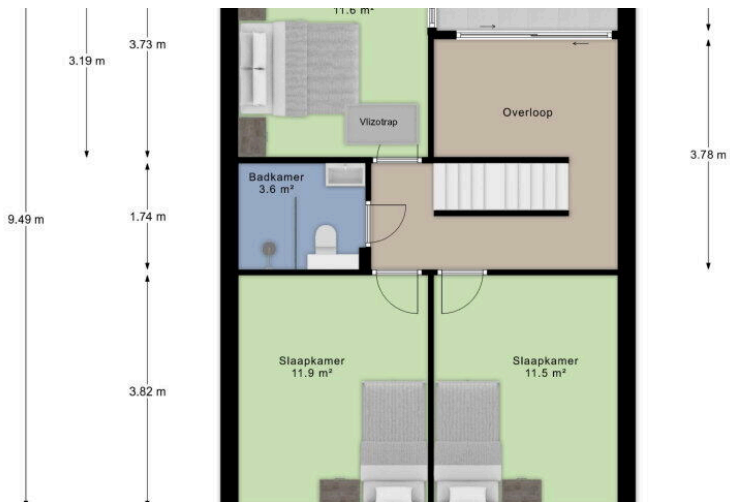 11.6 m²
3.73 m
3.19 m
Vlizotrap
Overloop
3.78 m
Badkamer
3.6 m²
9.49 m
1.74 m
Slaapkamer
11.9 m²
Slaapkamer
11.5 m²
3.82 m